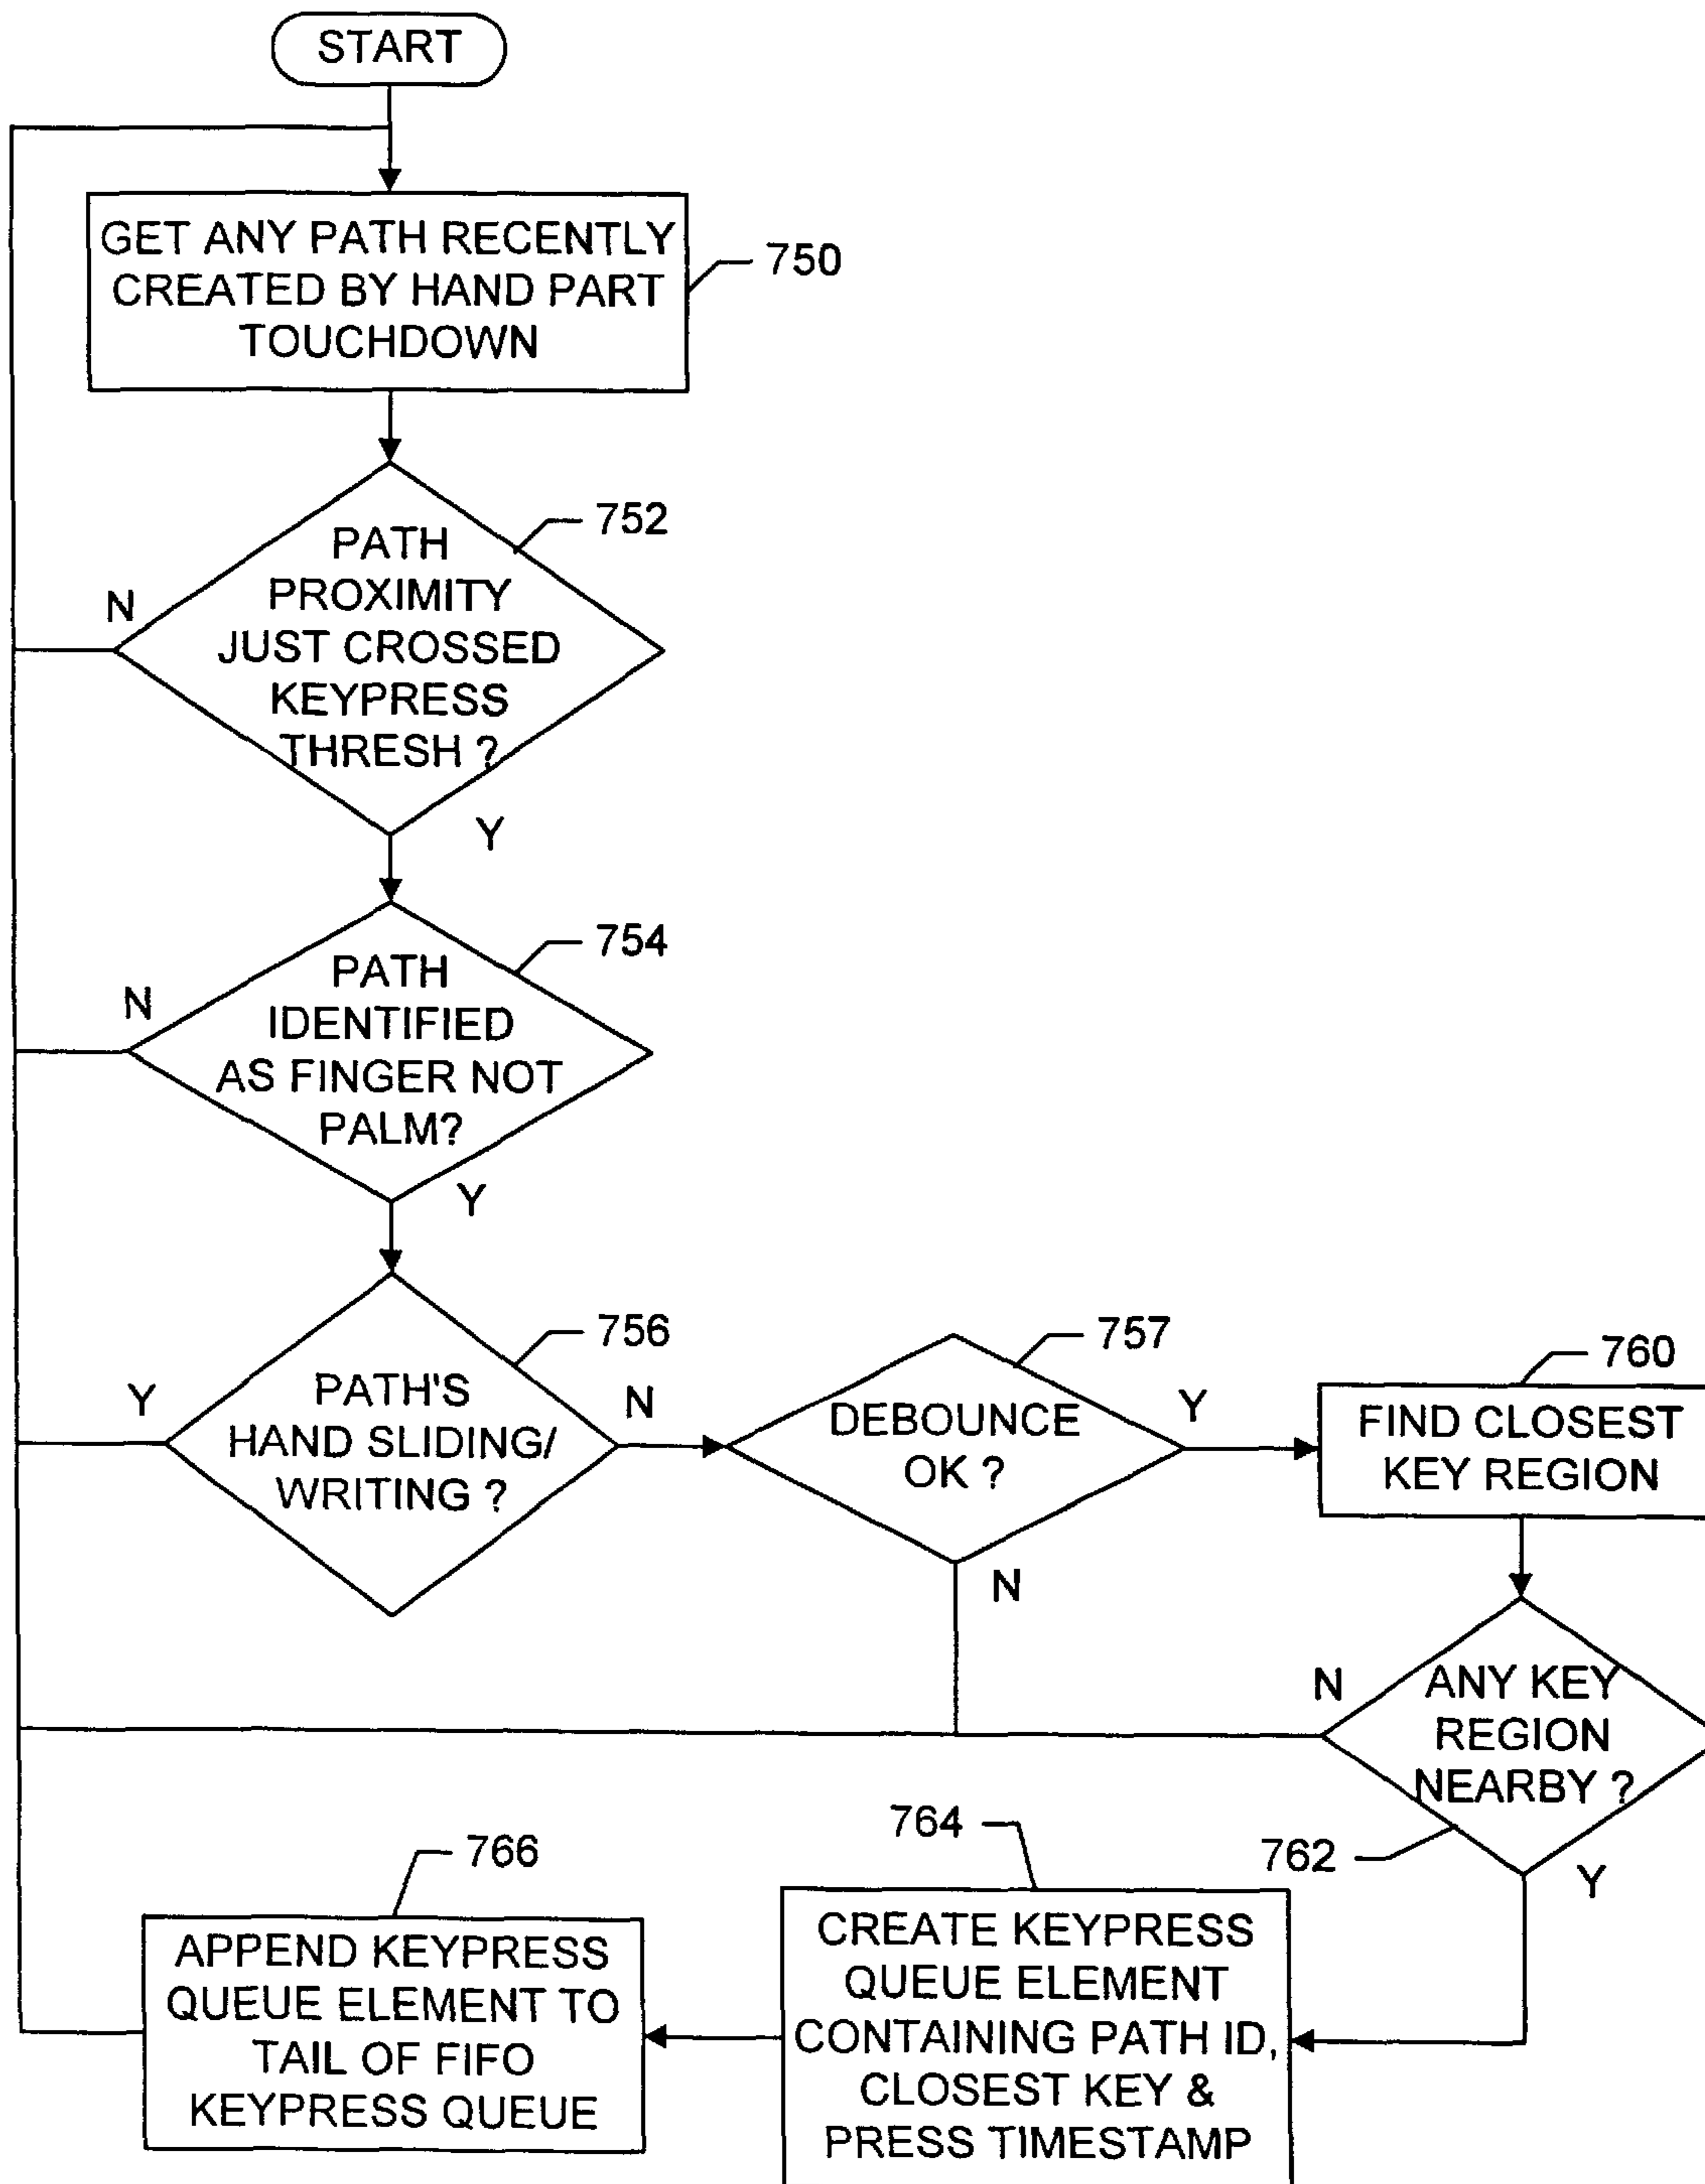 START
GET ANY PATH RECENTLY
CREATED BY HAND PART
TOUCHDOWN
750
752
PATH
PROXIMITY
JUST CROSSED
KEYPRESS
THRESH ?
N
Y
754
PATH
IDENTIFIED
AS FINGER NOT
PALM?
N
Y
756
PATH'S
HAND SLIDING/
WRITING ?
Y
N
757
DEBOUNCE
OK ?
Y
N
760
FIND CLOSEST
KEY REGION
ANY KEY
REGION
NEARBY ?
N
762
Y
764
CREATE KEYPRESS
QUEUE ELEMENT
CONTAINING PATH ID,
CLOSEST KEY &
PRESS TIMESTAMP
766
APPEND KEYPRESS
QUEUE ELEMENT TO
TAIL OF FIFO
KEYPRESS QUEUE